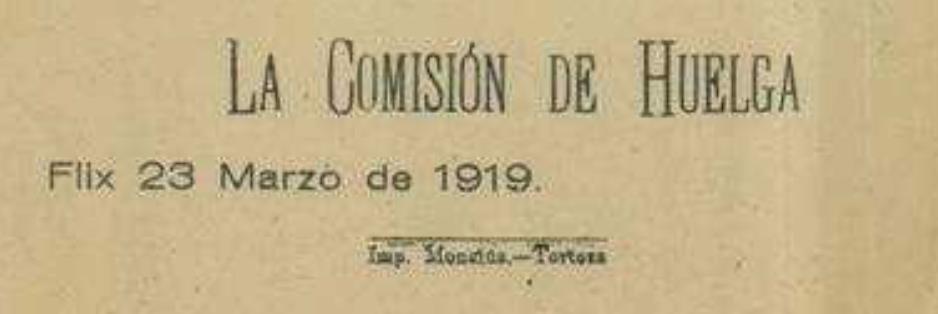 LA COMISIÓN DE HUELGA
Flix 23 Marzo de 1919.
Imp. Monclús.—Tortosa